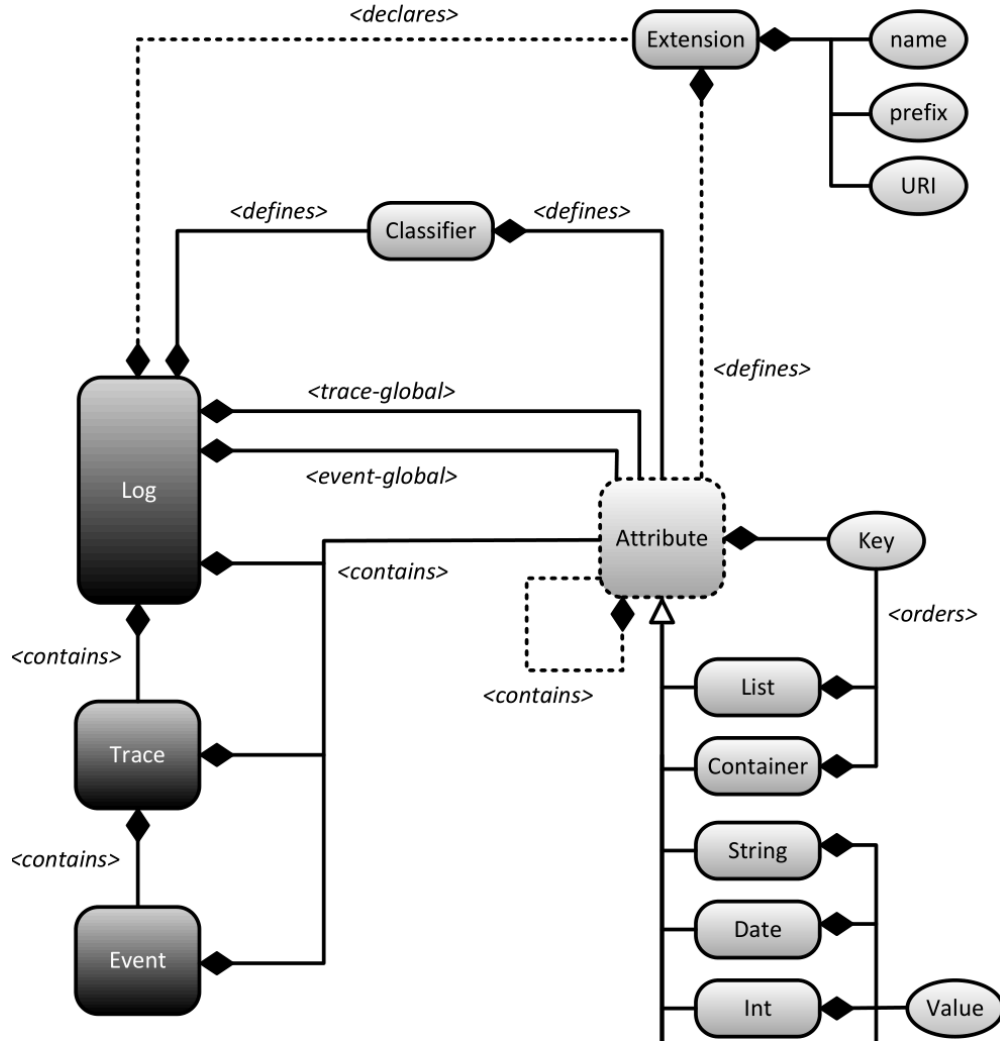 <declares>
Extension
name
prefix
URI
<defines>
Classifier
<defines>
<defines>
<trace-global>
<event-global>
Log
Attribute
Key
<contains>
<orders>
<contains>
<contains>
List
Trace
Container
String
<contains>
Date
Event
Int
Value